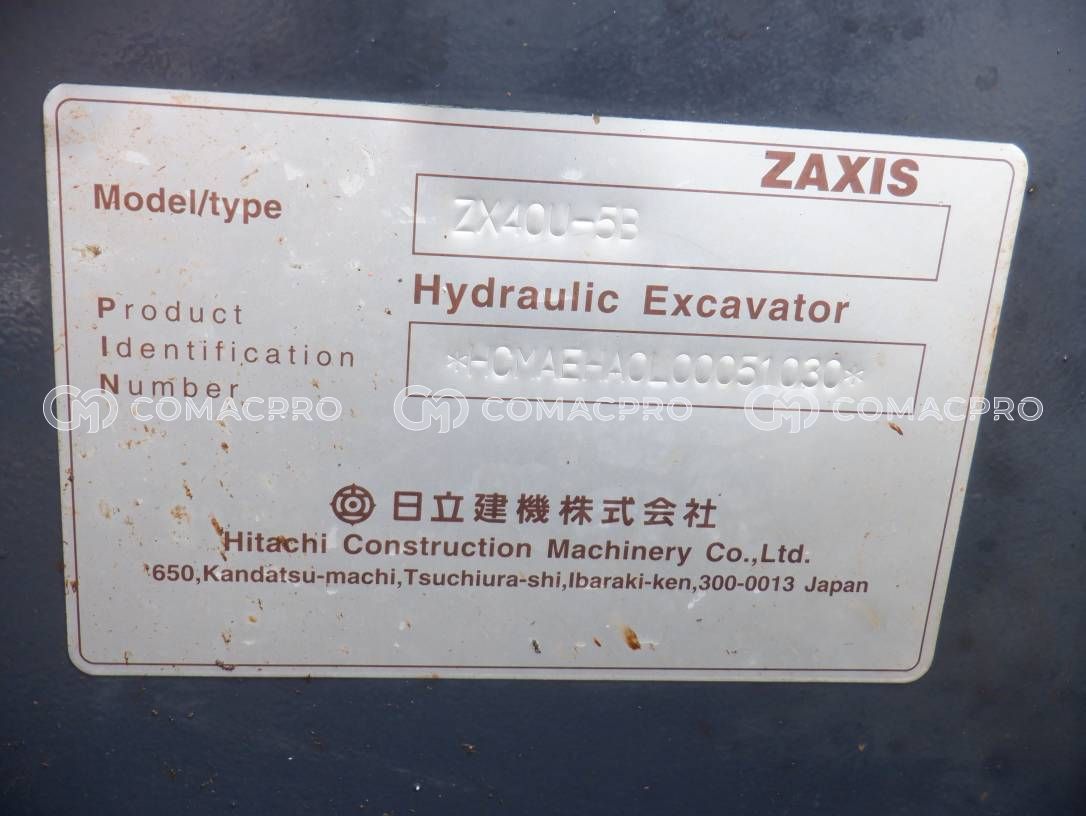 ZAXIS
Model/type
ZX40U-5B
Hydraulic Excavator
Product
Identification
Number
*HCMAEHA0L00051030*
COMACPRO COMACPRO COMACPRO
日立建機株式会社
Hitachi Construction Machinery Co.,Ltd.
650,Kandatsu-machi,Tsuchiura-shi,Ibaraki-ken,300-0013 Japan